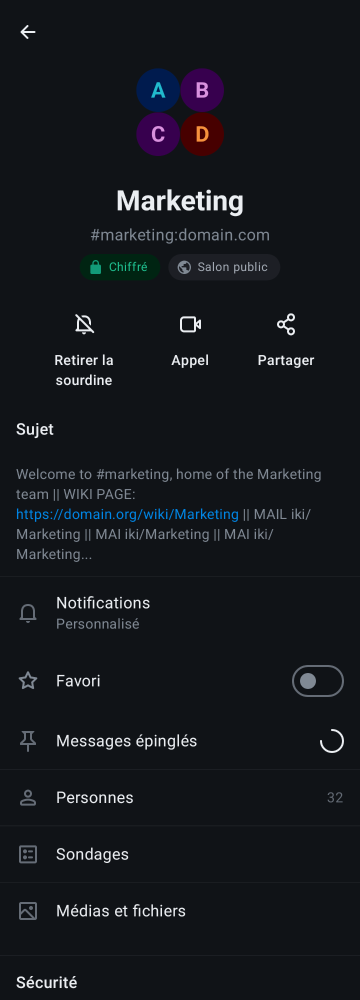 A B
C D
Marketing
#marketing:domain.com
Chiffré Salon public
Retirer la
sourdine
Appel
Partager
Sujet
Welcome to #marketing, home of the Marketing
team || WIKI PAGE:
https://domain.org/wiki/Marketing || MAIL iki/
Marketing || MAI iki/Marketing || MAI iki/
Marketing...
Notifications
Personnalisé
Favori
Messages épinglés
Personnes 32
Sondages
Médias et fichiers
Sécurité